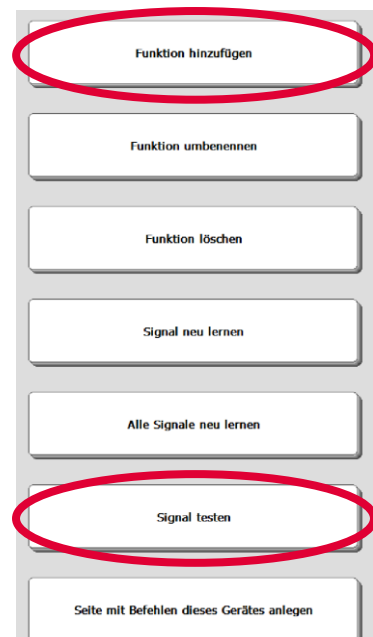 Funktion hinzufügen
Funktion umbenennen
Funktion löschen
Signal neu lernen
Alle Signale neu lernen
Signal testen
Seite mit Befehlen dieses Gerätes anlegen